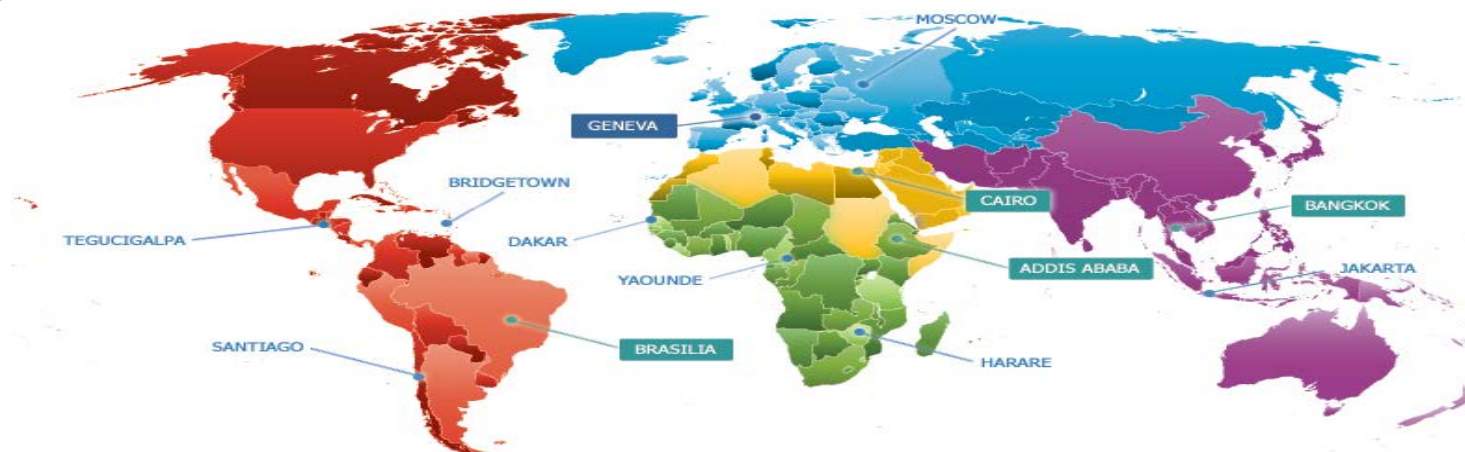 MOSCOW
GENEVA
BRIDGETOWN
CAIRO
BANGKOK
TEGUCIGALPA
DAKAR
ADDIS ABABA
JAKARTA
YAOUNDE
SANTIAGO
BRASILIA
HARARE